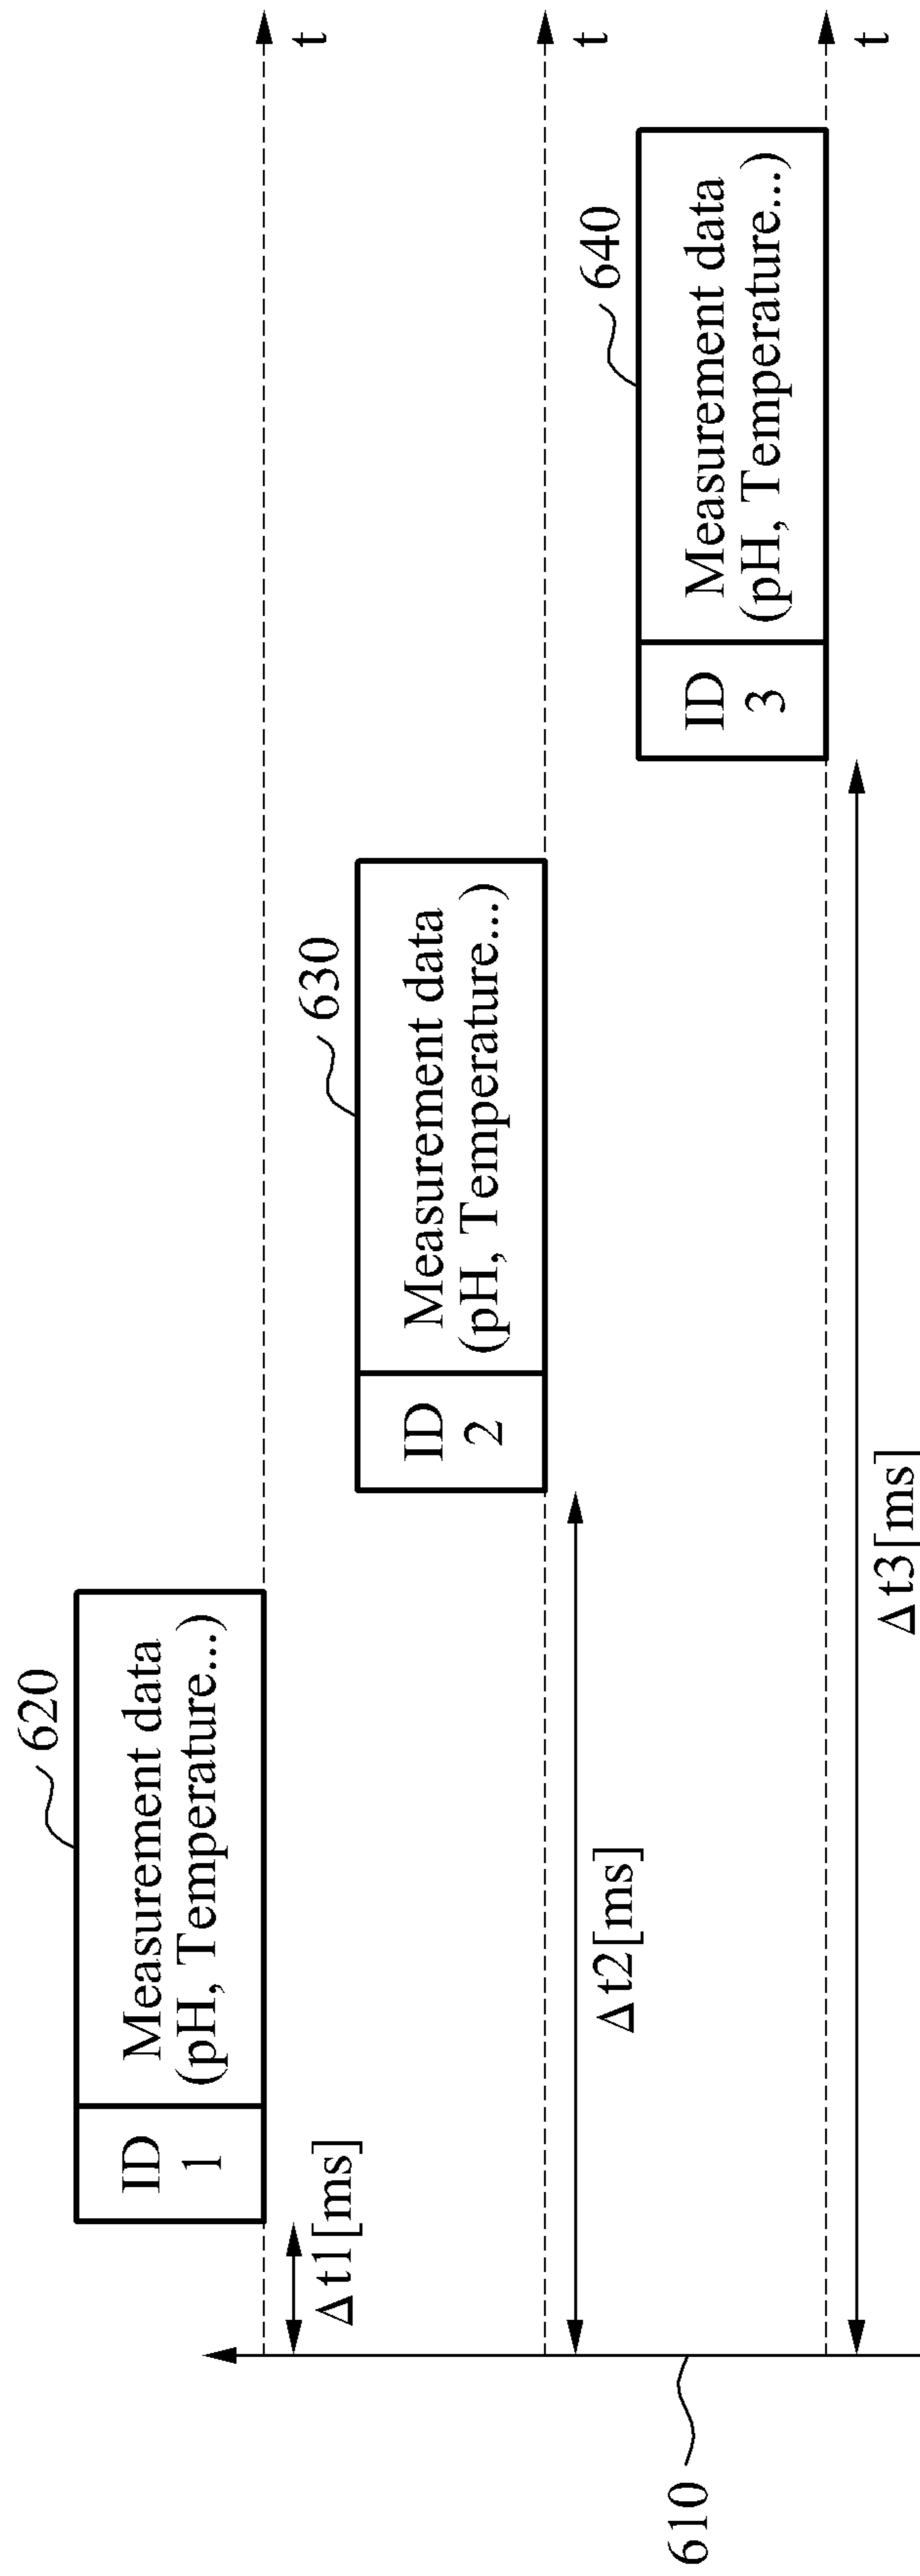 620
ID
1
Measurement data
(pH, Temperature...)
t
Δt1[ms]
630
ID
2
Measurement data
(pH, Temperature...)
t
Δt2[ms]
640
ID
3
Measurement data
(pH, Temperature...)
t
610
Δt3[ms]